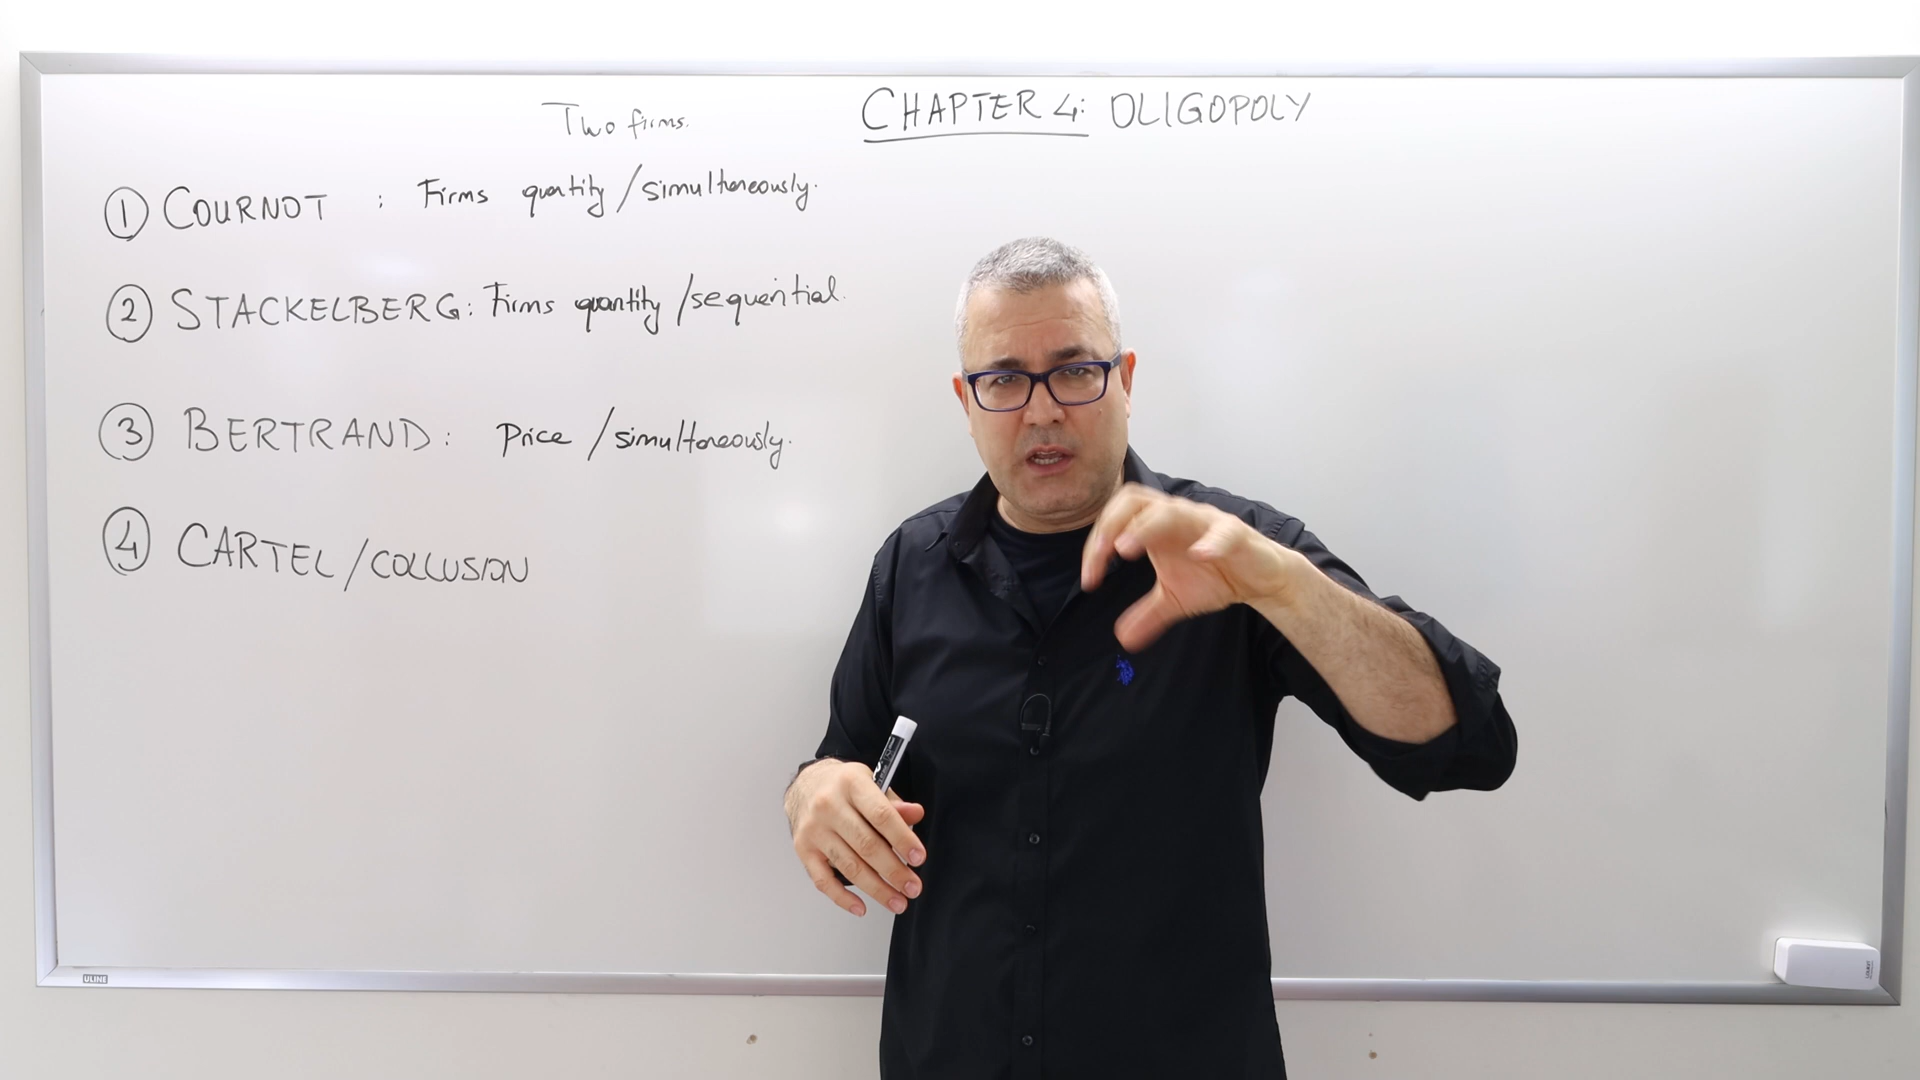 Two firms.
CHAPTER 4: OLIGOPOLY
① COURNOT : Firms quantity / simultaneously.
② STACKELBERG: Firms quantity / sequential.
③ BERTRAND: Price / simultaneously.
④ CARTEL / COLLUSION
ULINE